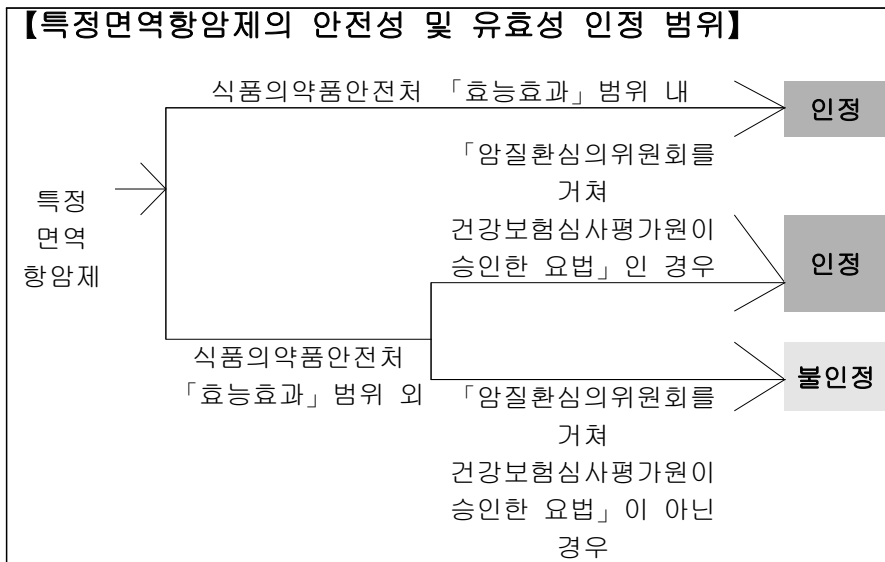 【특정면역항암제의 안전성 및 유효성 인정 범위】
식품의약품안전처 「효능효과」범위 내
인정
특정
면역
항암제
「암질환심의위원회를
거쳐
건강보험심사평가원이
승인한 요법」인 경우
인정
식품의약품안전처
「효능효과」범위 외
불인정
「암질환심의위원회를
거쳐
건강보험심사평가원이
승인한 요법」이 아닌
경우